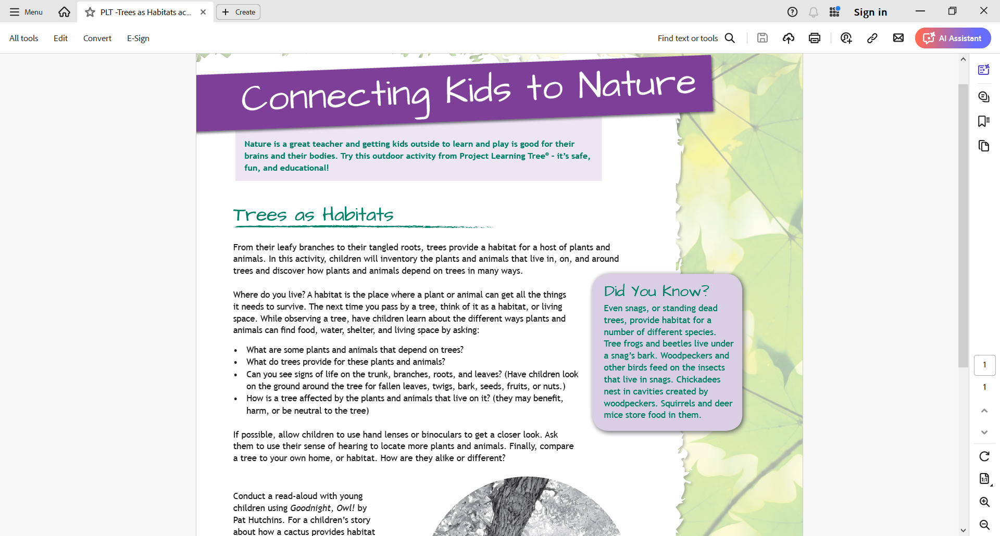 Menu
PLT -Trees as Habitats ac...
Create
Sign in
All tools
Edit
Convert
E-Sign
Find text or tools
AI Assistant
Connecting Kids to Nature
Nature is a great teacher and getting kids outside to learn and play is good for their
brains and their bodies. Try this outdoor activity from Project Learning Tree® – it’s safe,
fun, and educational!
Trees as Habitats
From their leafy branches to their tangled roots, trees provide a habitat for a host of plants and
animals. In this activity, children will inventory the plants and animals that live in, on, and around
trees and discover how plants and animals depend on trees in many ways.
Where do you live? A habitat is the place where a plant or animal can get all the things
it needs to survive. The next time you pass by a tree, think of it as a habitat, or living
space. While observing a tree, have children learn about the different ways plants and
animals can find food, water, shelter, and living space by asking:
• What are some plants and animals that depend on trees?
• What do trees provide for these plants and animals?
• Can you see signs of life on the trunk, branches, roots, and leaves? (Have children look
on the ground around the tree for fallen leaves, twigs, bark, seeds, fruits, or nuts.)
• How is a tree affected by the plants and animals that live on it? (they may benefit,
harm, or be neutral to the tree)
If possible, allow children to use hand lenses or binoculars to get a closer look. Ask
them to use their sense of hearing to locate more plants and animals. Finally, compare
a tree to your own home, or habitat. How are they alike or different?
Conduct a read-aloud with young
children using Goodnight, Owl! by
Pat Hutchins. For a children’s story
about how a cactus provides habitat
Did You Know?
Even snags, or standing dead
trees, provide habitat for a
number of different species.
Tree frogs and beetles live under
a snag’s bark. Woodpeckers and
other birds feed on the insects
that live in snags. Chickadees
nest in cavities created by
woodpeckers. Squirrels and deer
mice store food in them.
1
1
1:1